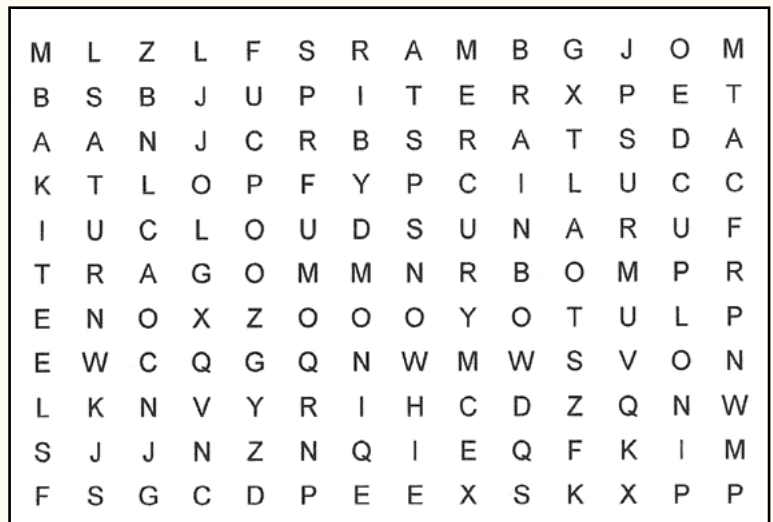 M L Z L F S R A M B G J O M
B S B J U P I T E R X P E T
A A N J C R B S R A T S D A
K T L O P F Y P C I L U C C
I U C L O U D S U N A R U F
T R A G O M M N R B O M P R
E N O X Z O O O Y O T U L P
E W C Q G Q N W M W S V O N
L K N V Y R I H C D Z Q N W
S J J N Z N Q I E Q F K I M
F S G C D P E E X S K X P P